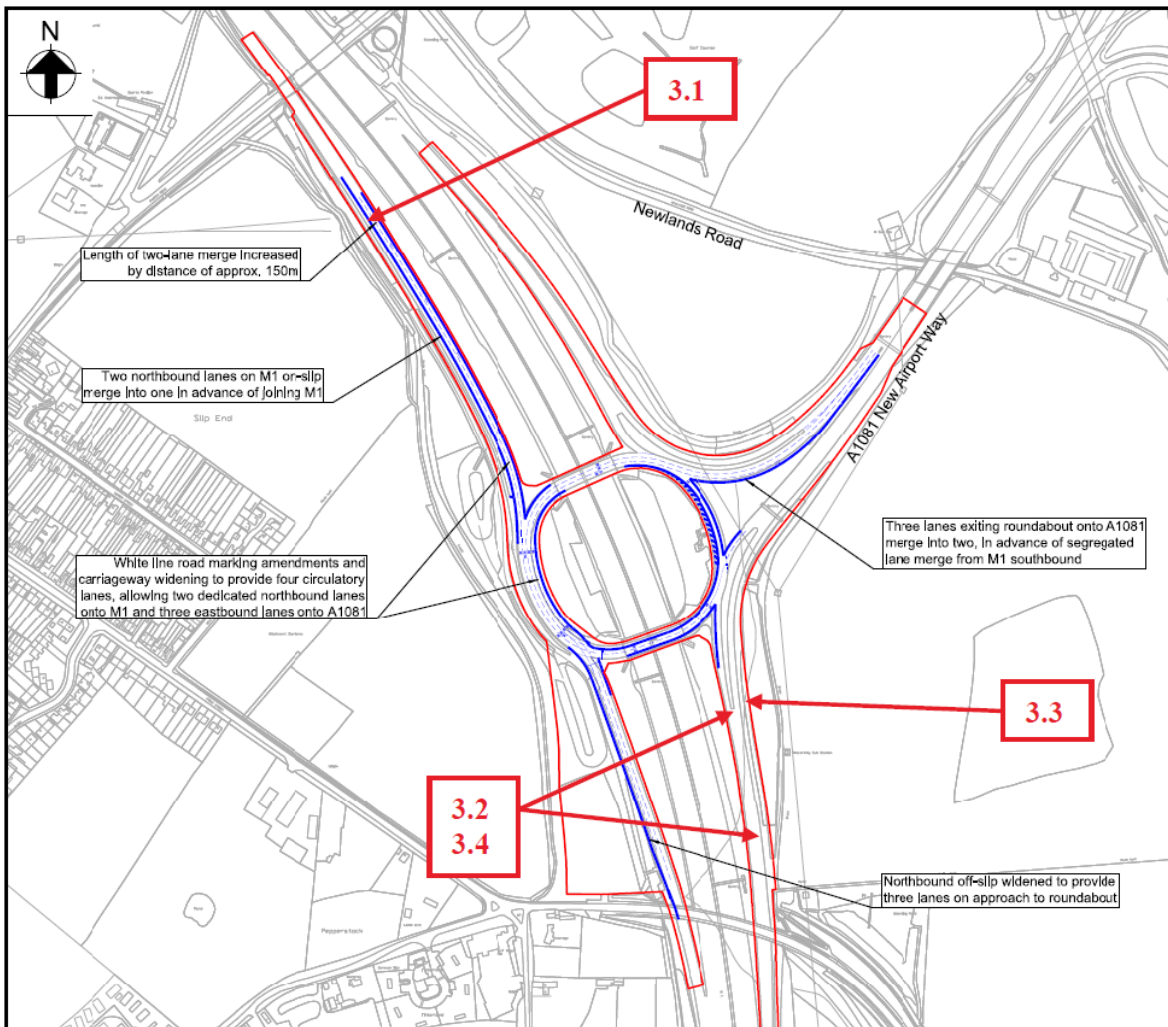 N
3.1
Newlands Road
Length of two-lane merge increased
by distance of approx. 150m
Two northbound lanes on M1 on-slip
merge into one in advance of joining M1
Slip End
A1081 New Airport Way
Three lanes exiting roundabout onto A1081
merge into two, in advance of segregated
lane merge from M1 southbound
White line road marking amendments and
carriageway widening to provide four circulatory
lanes, allowing two dedicated northbound lanes
onto M1 and three eastbound lanes onto A1081
3.3
3.2
3.4
Northbound off-slip widened to provide
three lanes on approach to roundabout
Pepperstock